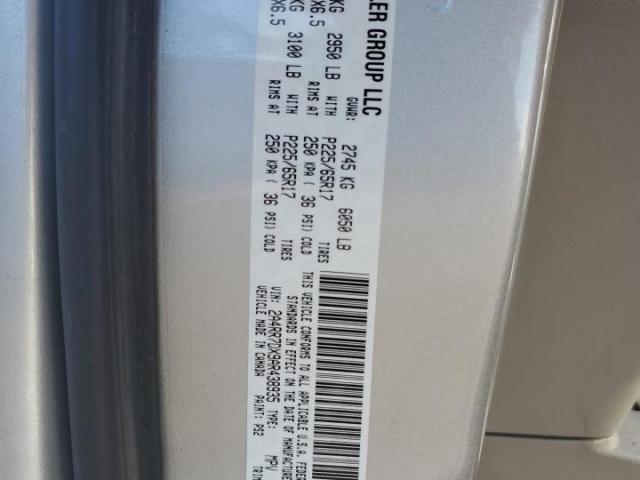 LER GROUP LLC
GVWR: 2745 KG 6050 LB
KG 2950 LB WITH P225/65R17 TIRES
X6.5 RIMS AT 250 KPA ( 36 PSI) COLD
KG 3100 LB WITH P225/65R17 TIRES
X6.5 RIMS AT 250 KPA ( 36 PSI) COLD
THIS VEHICLE CONFORMS TO ALL APPLICABLE U.S.A. FEDER
STANDARDS IN EFFECT ON THE DATE OF MANUFACTURE
VIN: 2A4RR7DX9AR438935 TYPE: MPV
VEHICLE MADE IN CANADA PAINT: PS2 TRIM